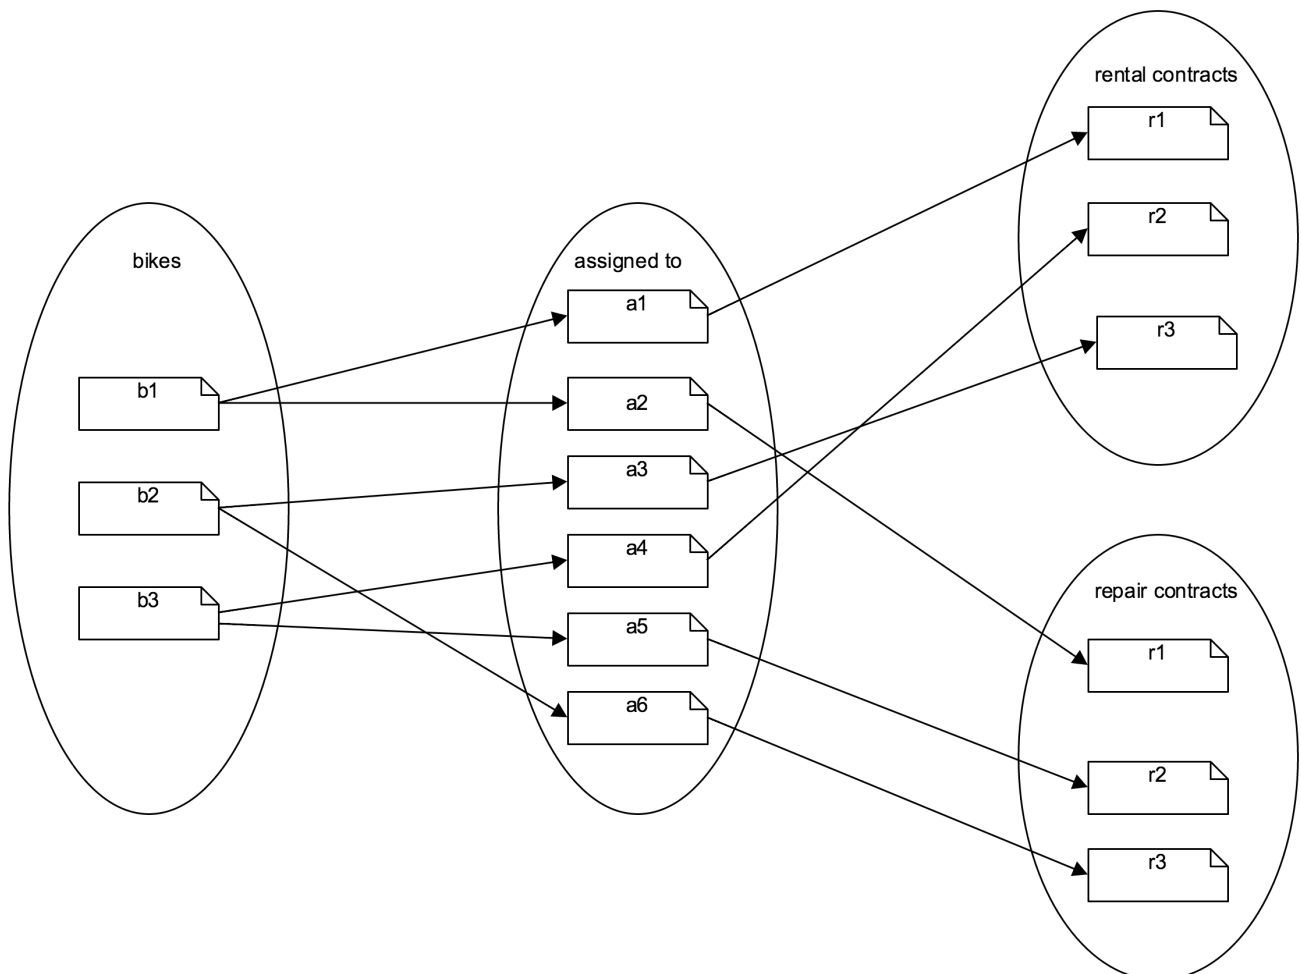 bikes
b1
b2
b3
assigned to
a1
a2
a3
a4
a5
a6
rental contracts
r1
r2
r3
repair contracts
r1
r2
r3